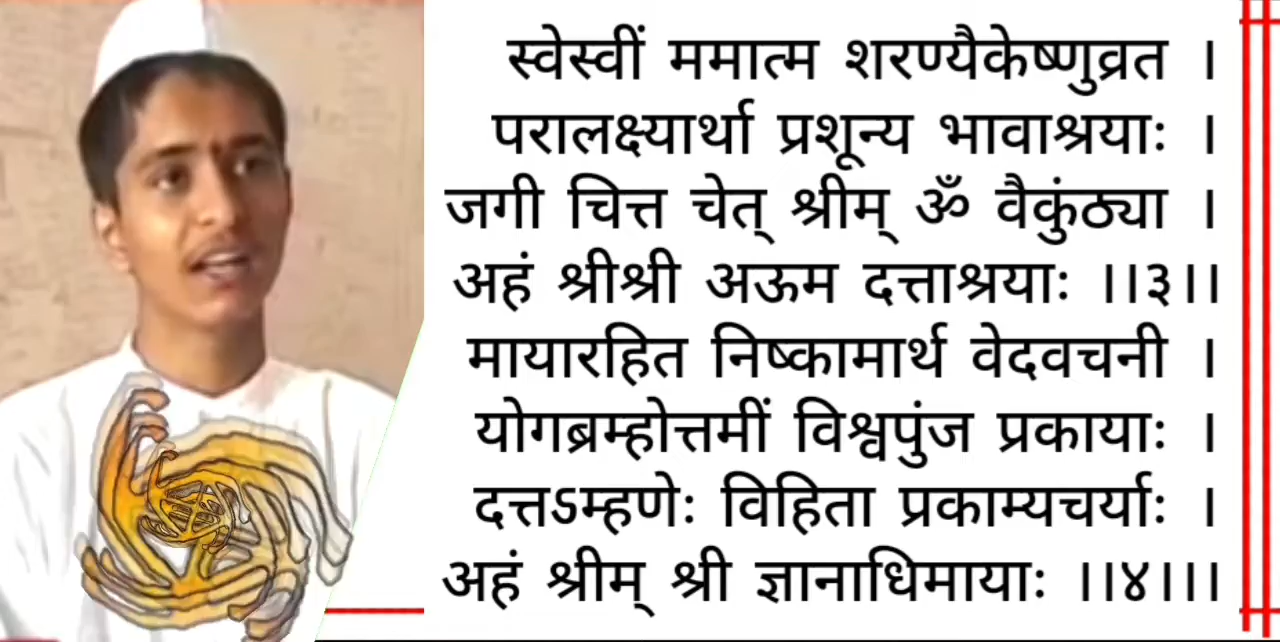 स्वेस्वीं ममात्म शरण्यैकेष्णुव्रत ।
परालक्ष्यार्था प्रशून्य भावाश्रयाः ।
जगी चित्त चेत् श्रीम् ॐ वैकुंठ्या ।
अहं श्रीश्री अऊम दत्ताश्रयाः ।।३।।
मायारहित निष्कामार्थ वेदवचनी ।
योगब्रम्होत्तमीं विश्वपुंज प्रकायाः ।
दत्तऽम्हणेः विहिता प्रकाम्यचर्याः ।
अहं श्रीम् श्री ज्ञानाधिमायाः ।।४।।।